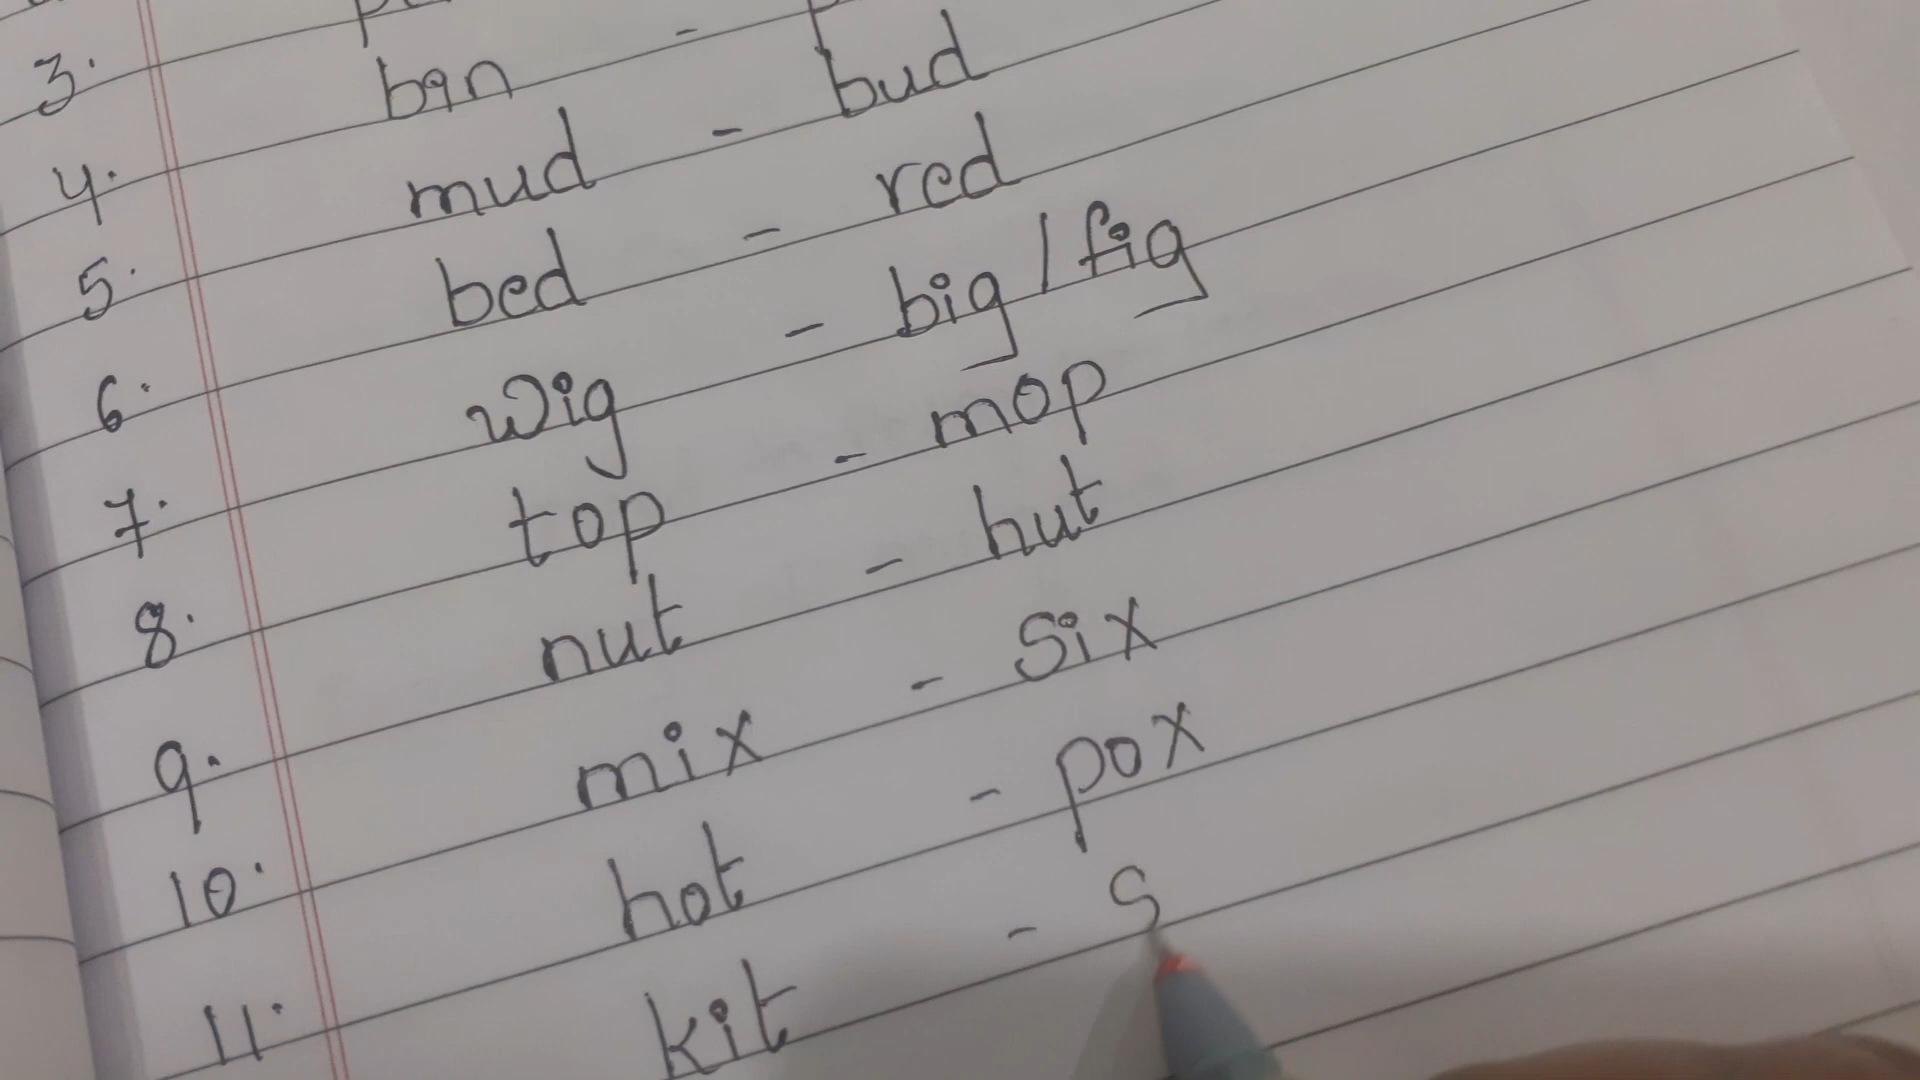 3.
4. bin -
5. mud - bud
6. bed - red
7. wig - big / fig
8. top - mop
9. nut - hut
10. mix - six
11. hot - pox
kit - s